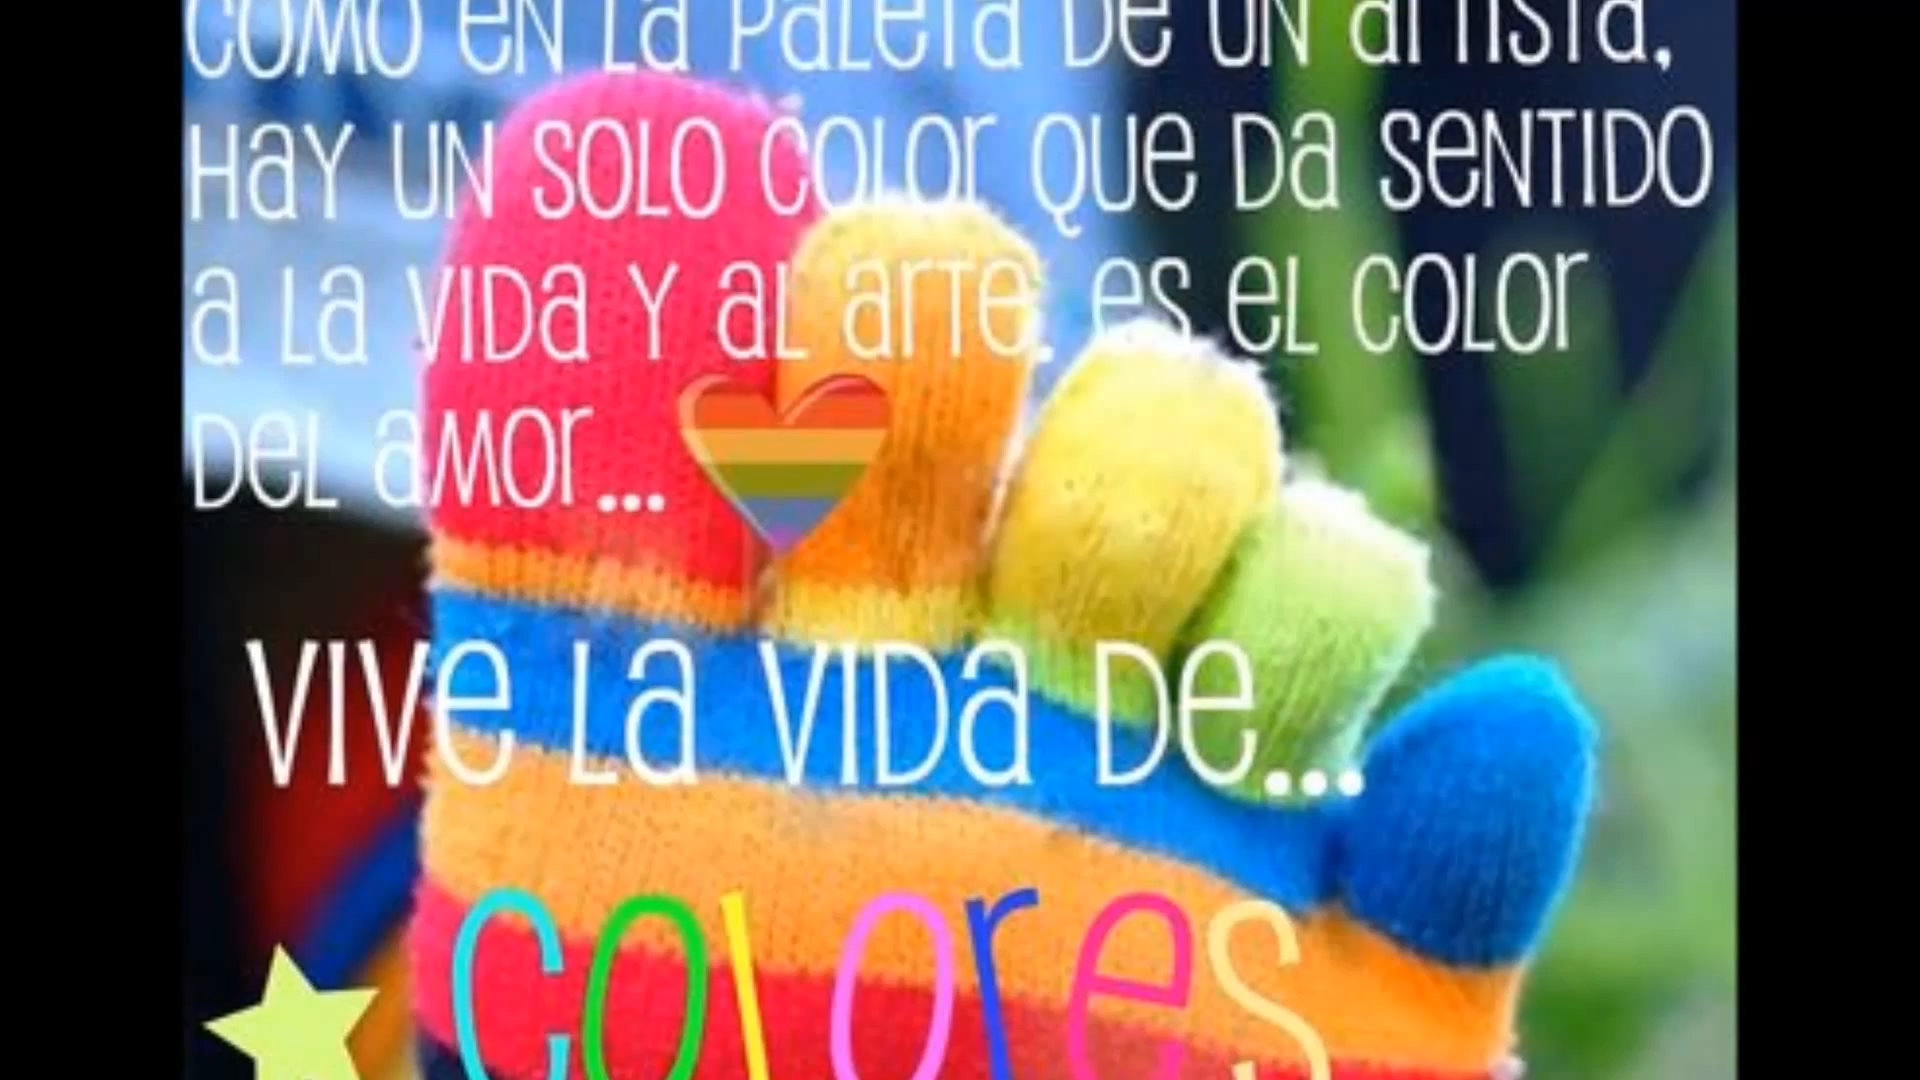 COMO EN LA PALETA DE UN ARTISTA,
HAY UN SOLO COLOR QUE DA SENTIDO
A LA VIDA Y AL ARTE. ES EL COLOR
DEL AMOR...
VIVE LA VIDA DE...
COLORES